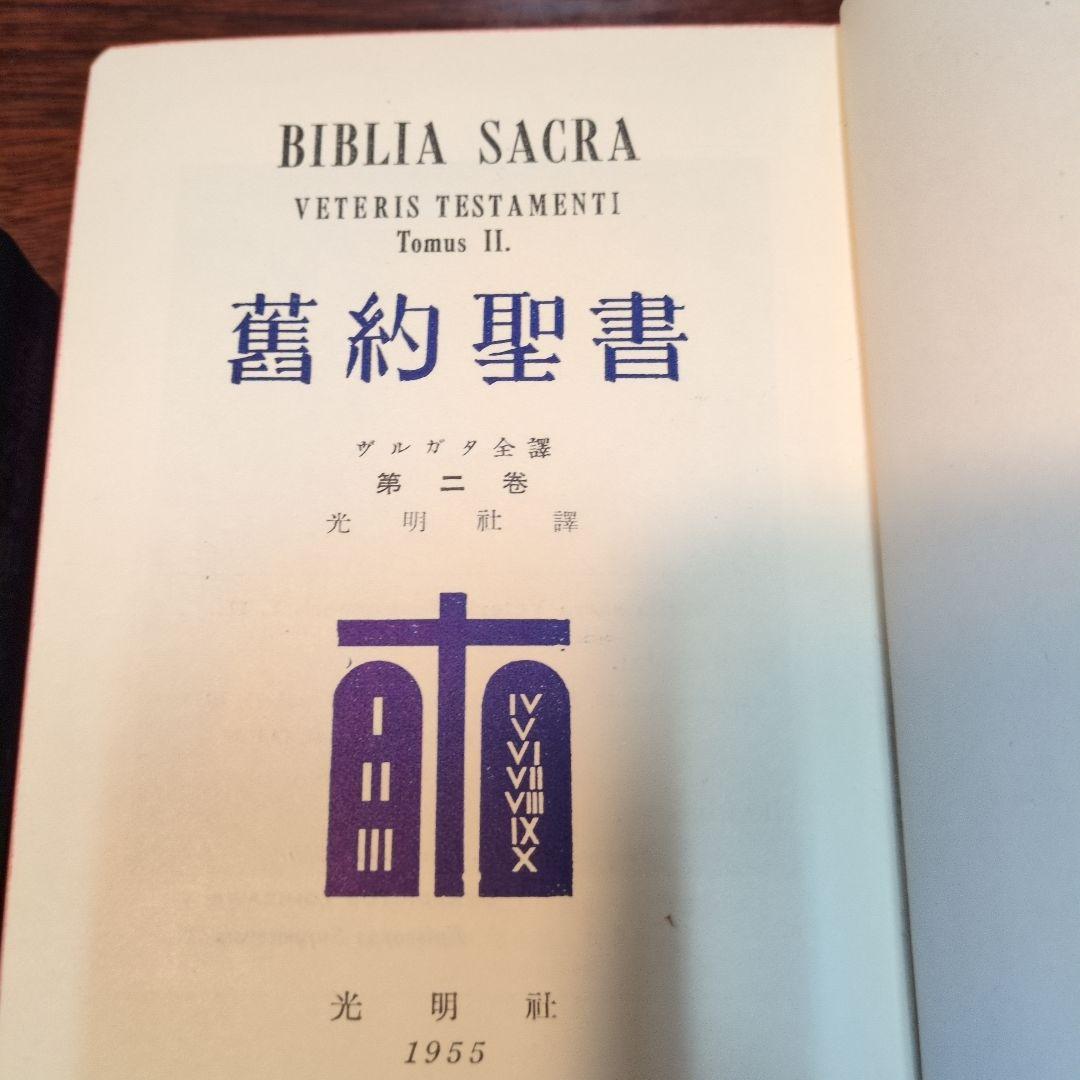 BIBLIA SACRA
VETERIS TESTAMENTI
Tomus II.
舊約聖書
ヴルガタ全譯
第二卷
光明社譯
I
II
III
IV
V
VI
VII
VIII
IX
X
光明社
1955